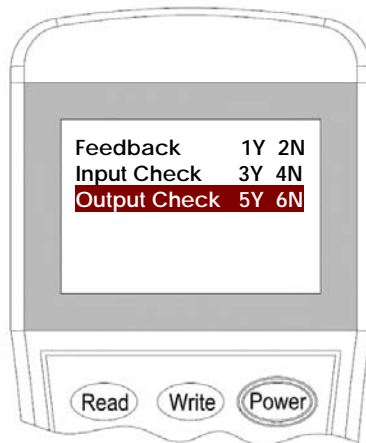 Feedback 1Y 2N
Input Check 3Y 4N
Output Check 5Y 6N
Read Write Power